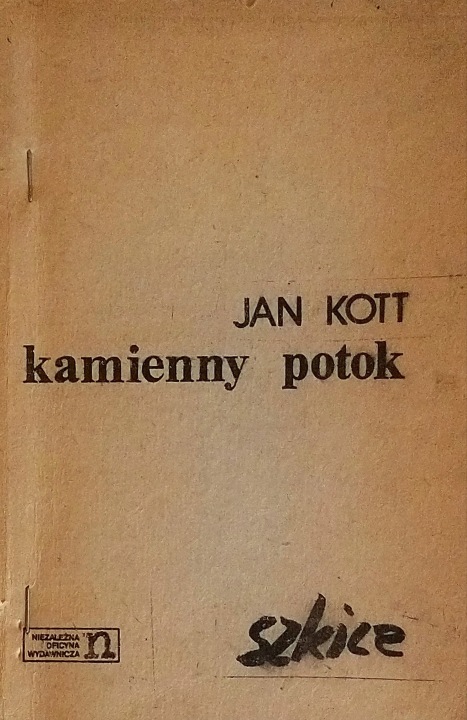 JAN KOTT
kamienny potok
szkice
NIEZALEŻNA
OFICYNA
WYDAWNICZA
n